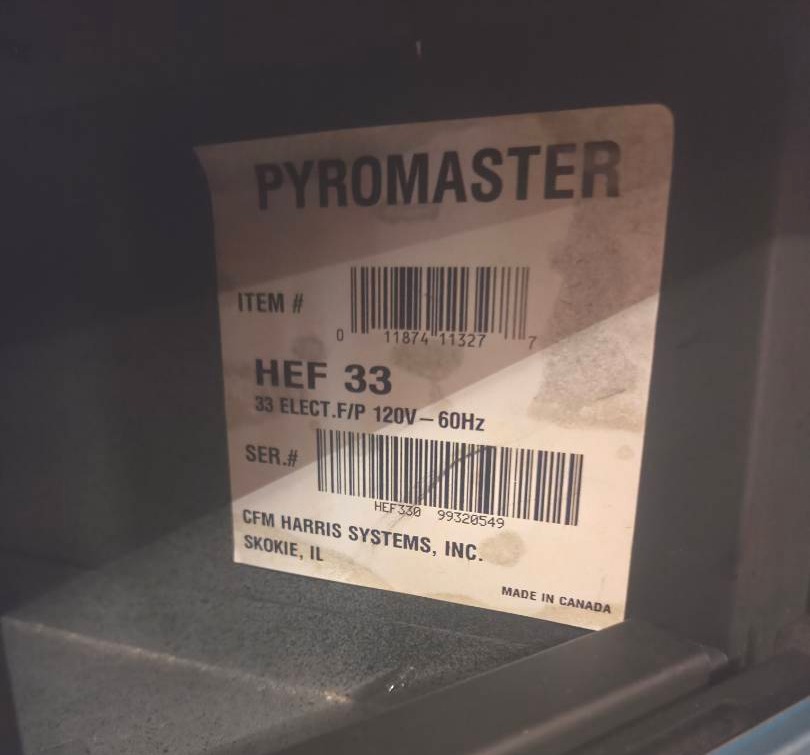 PYROMASTER
ITEM #
0 11874 11327 7
HEF 33
33 ELECT.F/P 120V – 60Hz
SER.#
HEF330 99320549
CFM HARRIS SYSTEMS, INC.
SKOKIE, IL
MADE IN CANADA